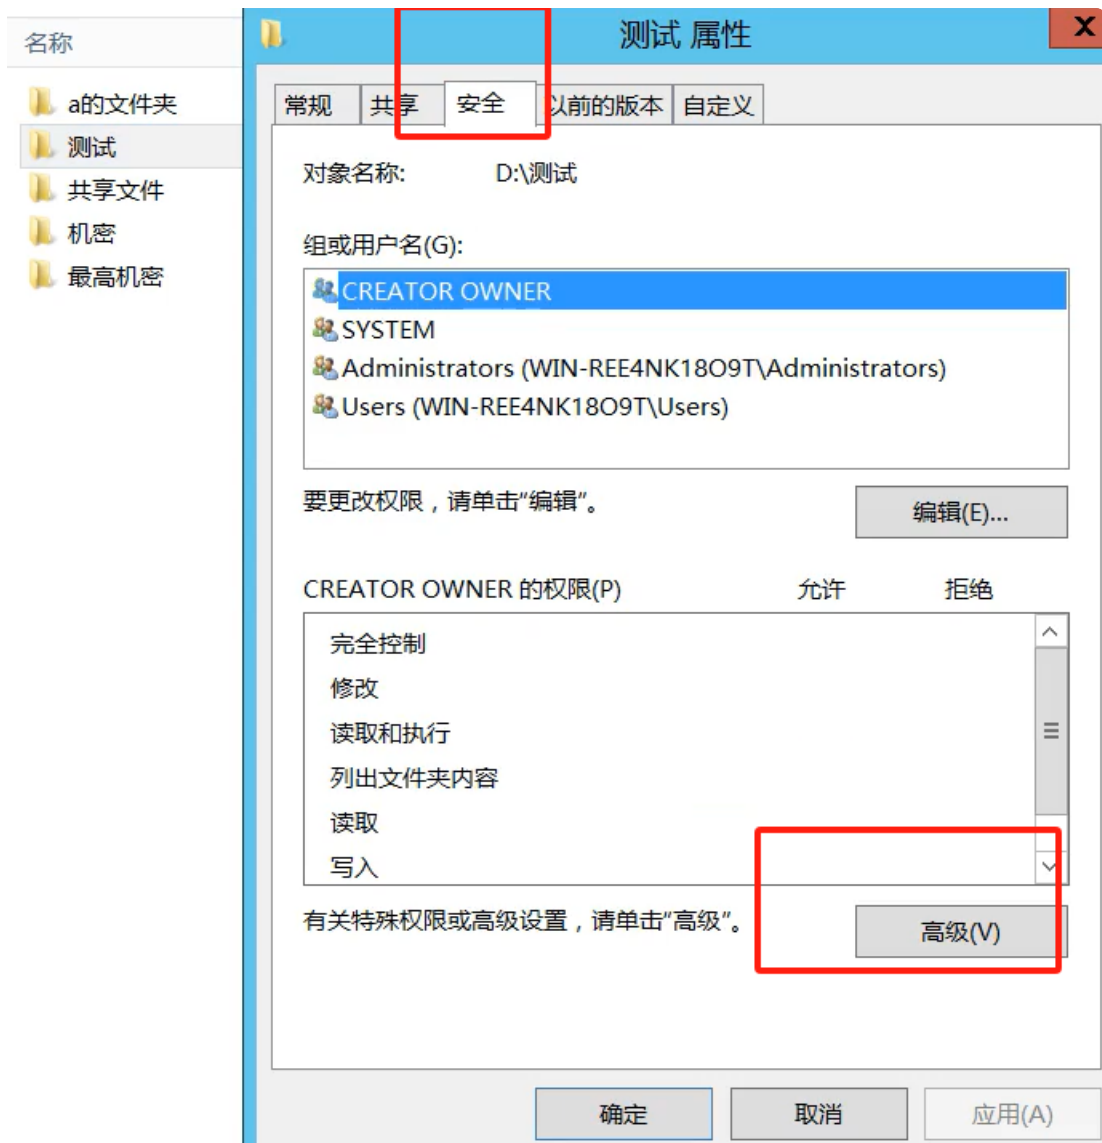 名称
a的文件夹
测试
共享文件
机密
最高机密
测试 属性
常规 共享 安全 以前的版本 自定义
对象名称: D:\测试
组或用户名(G):
CREATOR OWNER
SYSTEM
Administrators (WIN-REE4NK18O9T\Administrators)
Users (WIN-REE4NK18O9T\Users)
要更改权限，请单击“编辑”。
编辑(E)...
CREATOR OWNER 的权限(P) 允许 拒绝
完全控制
修改
读取和执行
列出文件夹内容
读取
写入
有关特殊权限或高级设置，请单击“高级”。
高级(V)
确定 取消 应用(A)